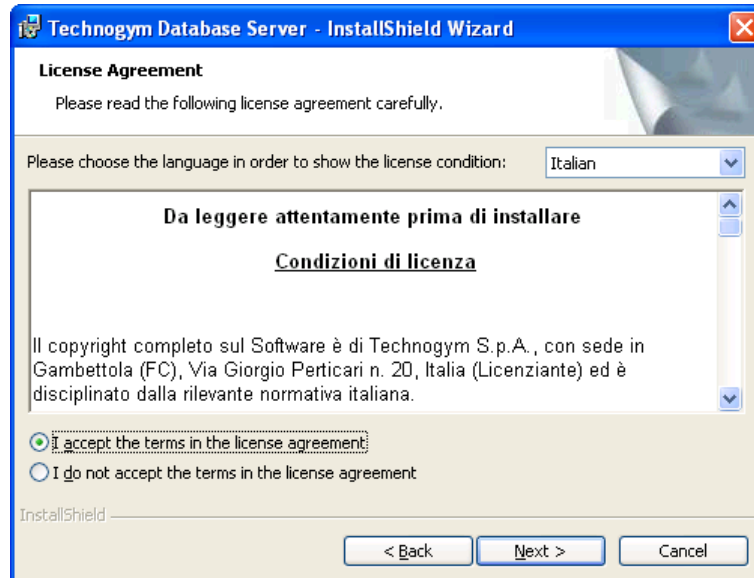 Technogym Database Server - InstallShield Wizard
License Agreement
Please read the following license agreement carefully.
Please choose the language in order to show the license condition:
Italian
Da leggere attentamente prima di installare
Condizioni di licenza
Il copyright completo sul Software è di Technogym S.p.A., con sede in
Gambettola (FC), Via Giorgio Perticari n. 20, Italia (Licenziante) ed è
disciplinato dalla rilevante normativa italiana.
I accept the terms in the license agreement
I do not accept the terms in the license agreement
InstallShield
< Back
Next >
Cancel